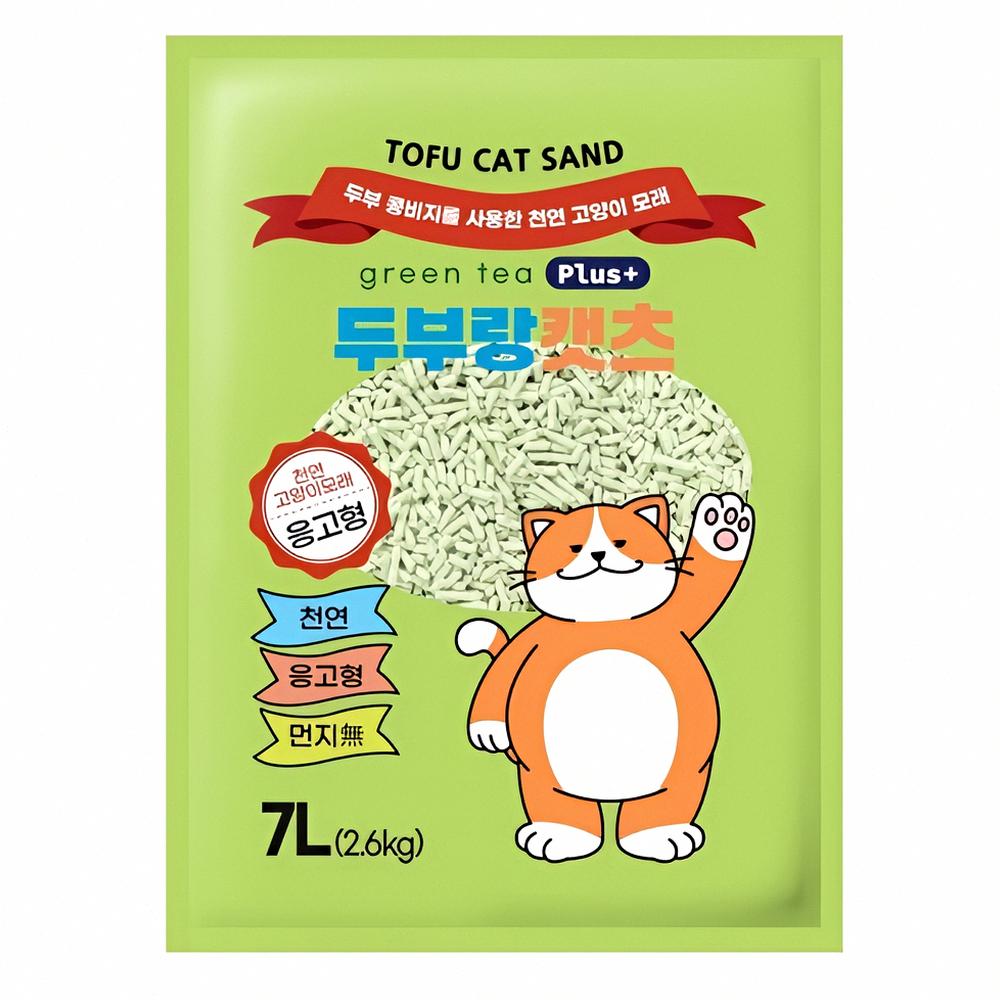 TOFU CAT SAND
두부 콩비지를 사용한 천연 고양이 모래
green tea Plus+
두부랑캣츠
천연
고양이모래
응고형
천연
응고형
먼지無
7L (2.6kg)